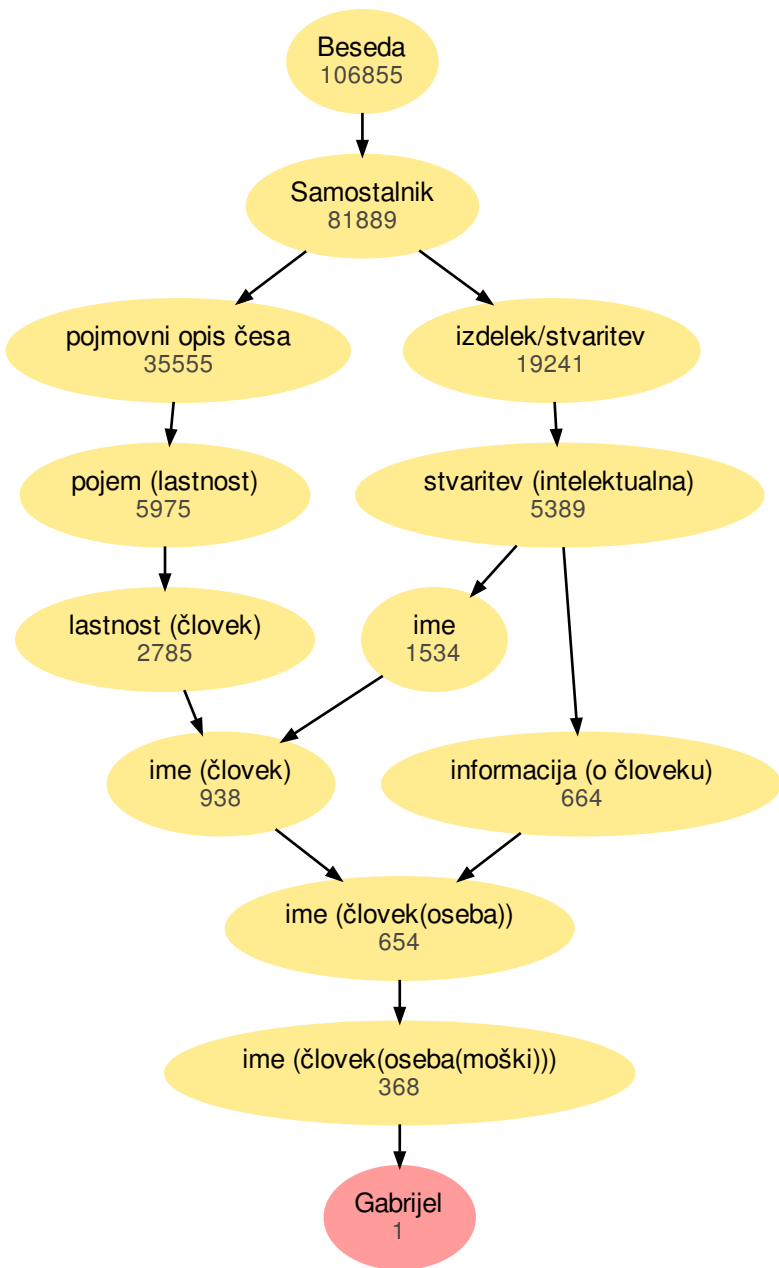 Beseda
106855
Samostalnik
81889
pojmovni opis česa
35555
izdelek/stvaritev
19241
pojem (lastnost)
5975
stvaritev (intelektualna)
5389
lastnost (človek)
2785
ime
1534
ime (človek)
938
informacija (o človeku)
664
ime (človek(oseba))
654
ime (človek(oseba(moški)))
368
Gabrijel
1